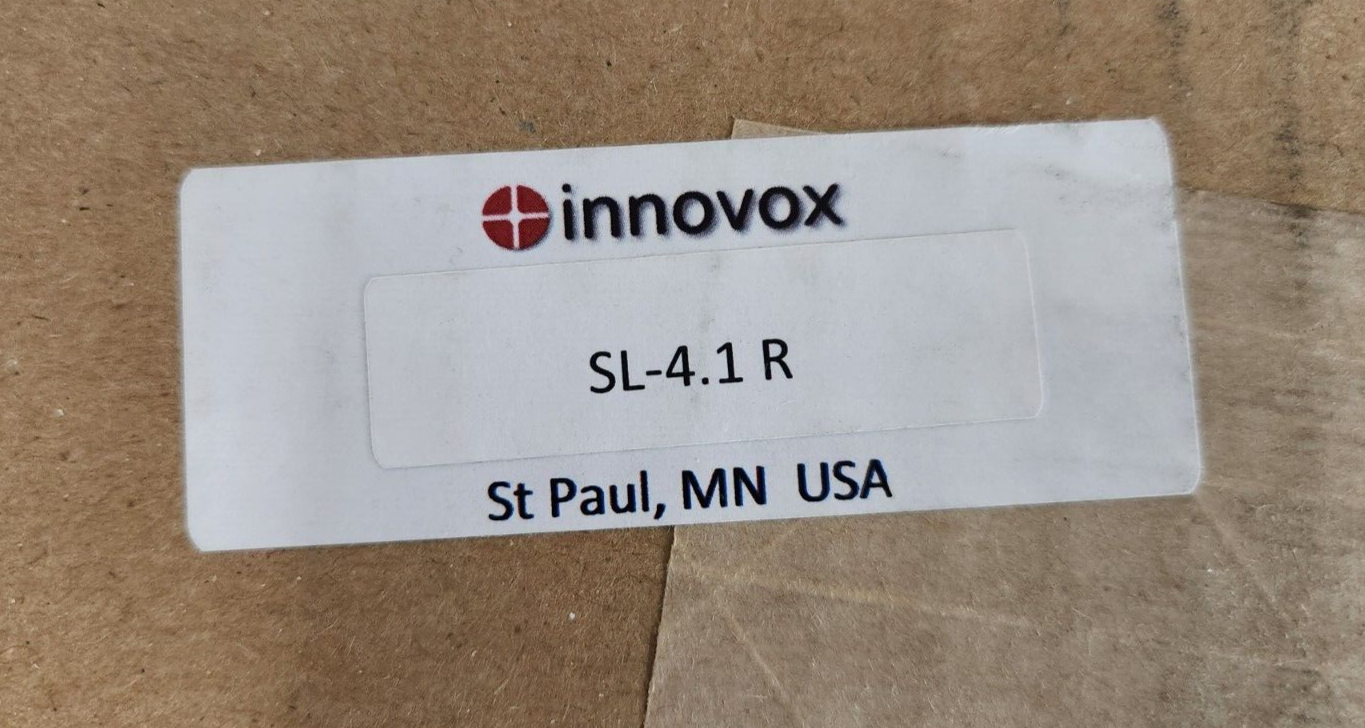 innovox
SL-4.1 R
St Paul, MN USA